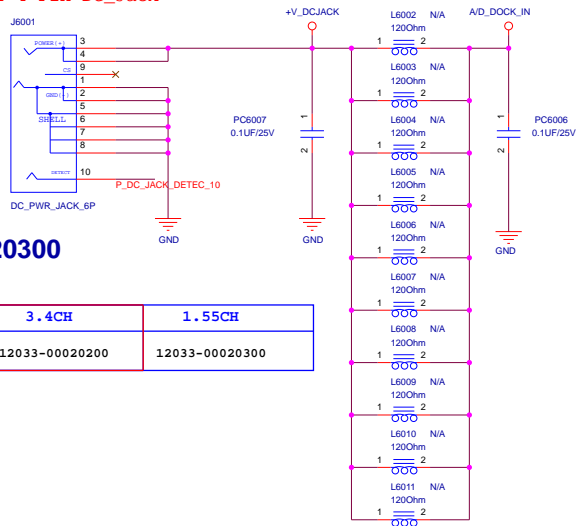 J6001
POWER(+)
3
4
CS
9
1
GND(-)
2
5
SHELL
6
7
8
DETECT
10
P_DC_JACK_DETEC_10
DC_PWR_JACK_6P
GND
+V_DCJACK
PC6007
0.1UF/25V
1
2
GND
L6002 N/A
120Ohm
1 2
L6003 N/A
120Ohm
1 2
L6004 N/A
120Ohm
1 2
L6005 N/A
120Ohm
1 2
L6006 N/A
120Ohm
1 2
L6007 N/A
120Ohm
1 2
L6008 N/A
120Ohm
1 2
L6009 N/A
120Ohm
1 2
L6010 N/A
120Ohm
1 2
L6011 N/A
120Ohm
1 2
A/D_DOCK_IN
PC6006
0.1UF/25V
1
2
GND
20300
3.4CH 1.55CH
12033-00020200 12033-00020300